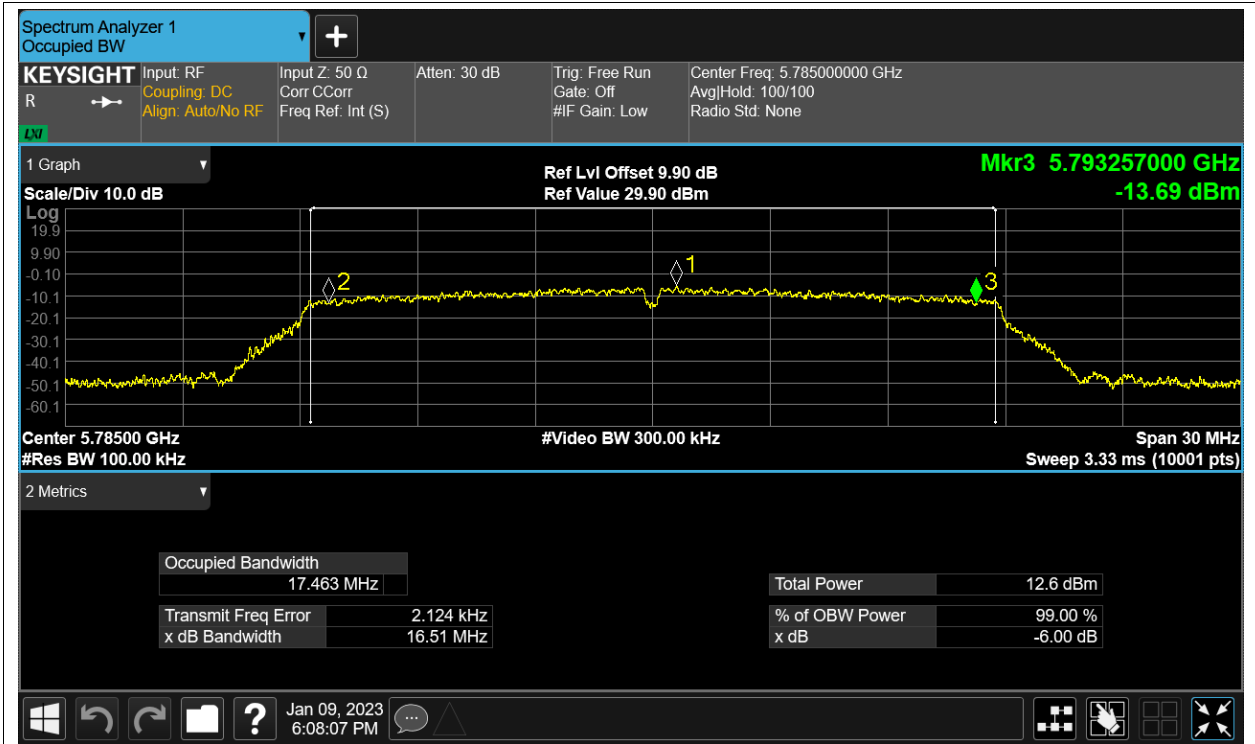 Spectrum Analyzer 1
Occupied BW
KEYSIGHT
R
LXI
Input: RF
Coupling: DC
Align: Auto/No RF
Input Z: 50 Ω
Corr CCorr
Freq Ref: Int (S)
Atten: 30 dB
Trig: Free Run
Gate: Off
#IF Gain: Low
Center Freq: 5.785000000 GHz
Avg|Hold: 100/100
Radio Std: None
1 Graph
Scale/Div 10.0 dB
Ref Lvl Offset 9.90 dB
Ref Value 29.90 dBm
Mkr3 5.793257000 GHz
-13.69 dBm
Log
19.9
9.90
-0.10
-10.1
-20.1
-30.1
-40.1
-50.1
-60.1
2
1
3
Center 5.78500 GHz
#Video BW 300.00 kHz
Span 30 MHz
#Res BW 100.00 kHz
Sweep 3.33 ms (10001 pts)
2 Metrics
Occupied Bandwidth
17.463 MHz
Transmit Freq Error 2.124 kHz
x dB Bandwidth 16.51 MHz
Total Power 12.6 dBm
% of OBW Power 99.00 %
x dB -6.00 dB
?
Jan 09, 2023
6:08:07 PM